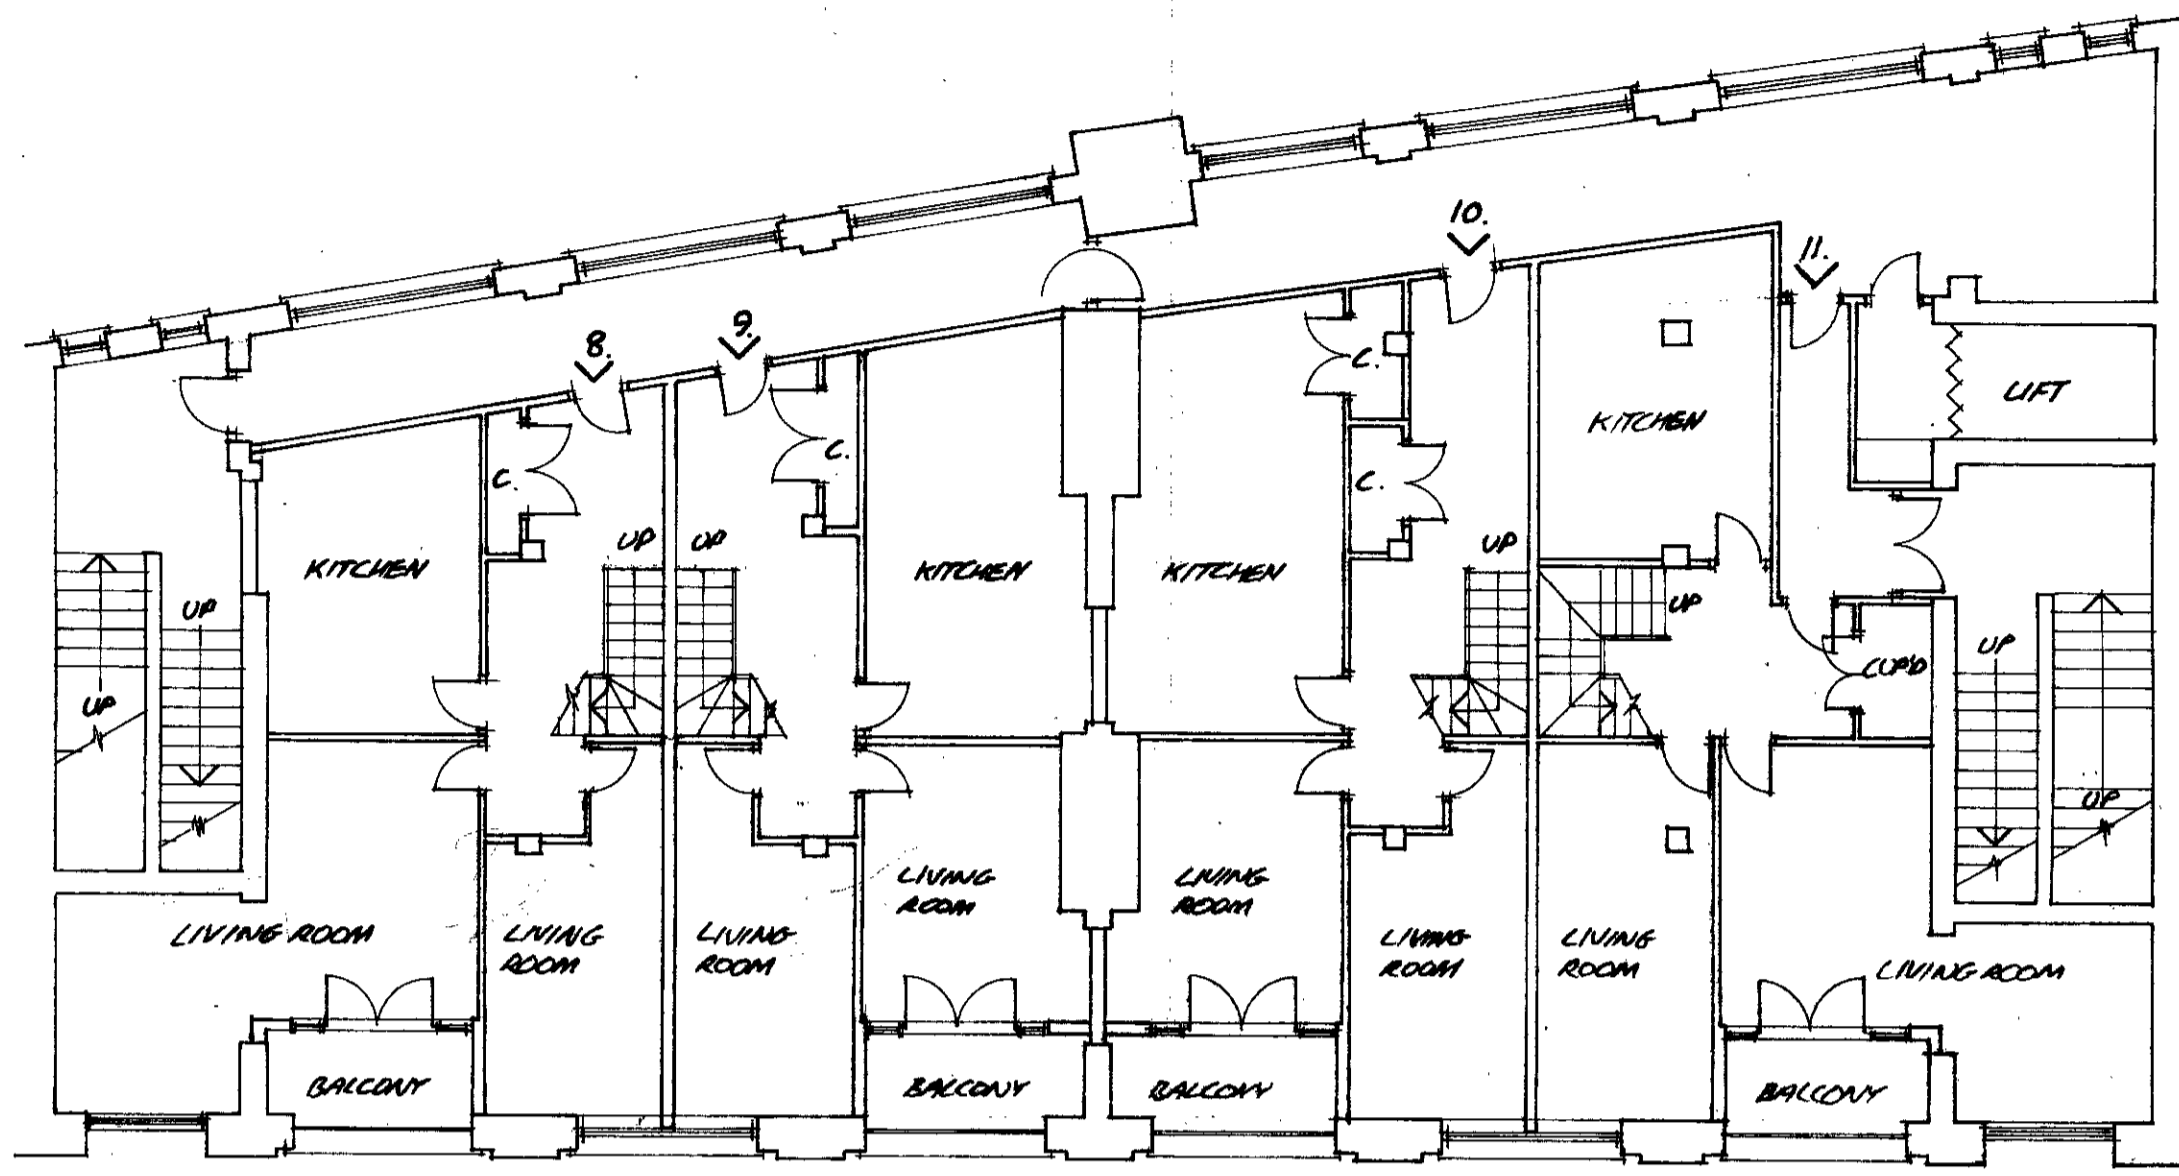 10.
11.
9.
8.
C.
LIFT
KITCHEN
C.
C.
C.
UP
UP
UP
KITCHEN
KITCHEN
KITCHEN
UP
UP
UP
UP
CUP'D
UP
UP
LIVING
ROOM
LIVING
ROOM
LIVING ROOM
LIVING
ROOM
LIVING
ROOM
LIVING
ROOM
LIVING
ROOM
LIVING ROOM
BALCONY
BALCONY
BALCONY
BALCONY